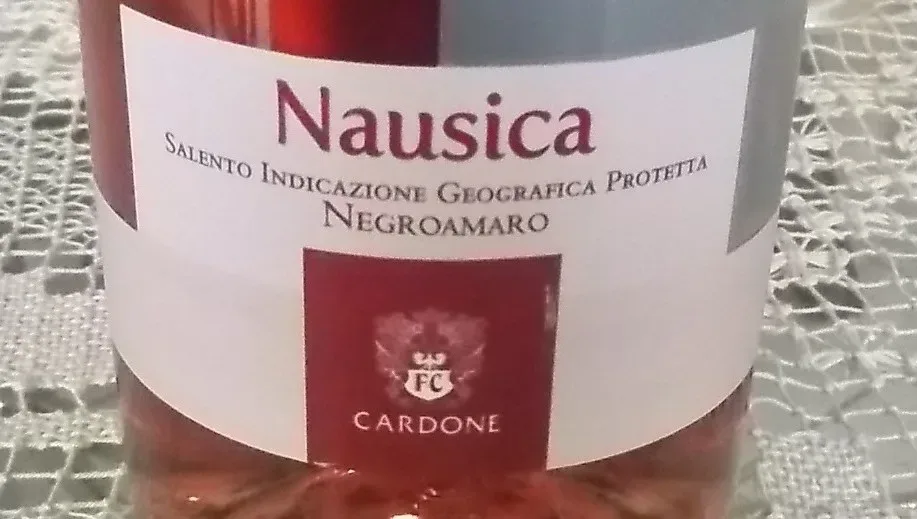 Nausica
SALENTO INDICAZIONE GEOGRAFICA PROTETTA
NEGROAMARO
FC
CARDONE